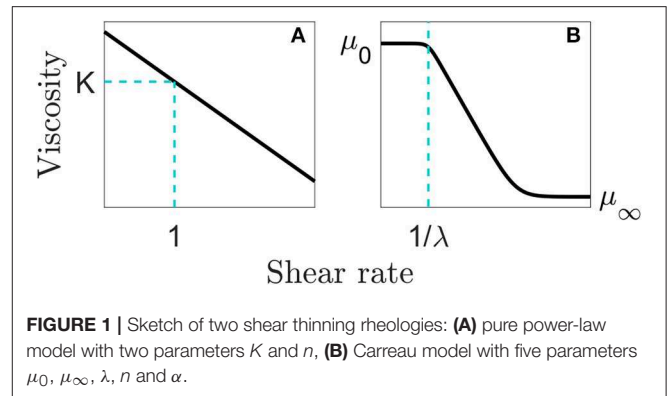 A
B
Viscosity
K
μ₀
μ∞
1
1/λ
Shear rate
FIGURE 1 | Sketch of two shear thinning rheologies: (A) pure power-law
model with two parameters K and n, (B) Carreau model with five parameters
μ₀, μ∞, λ, n and α.